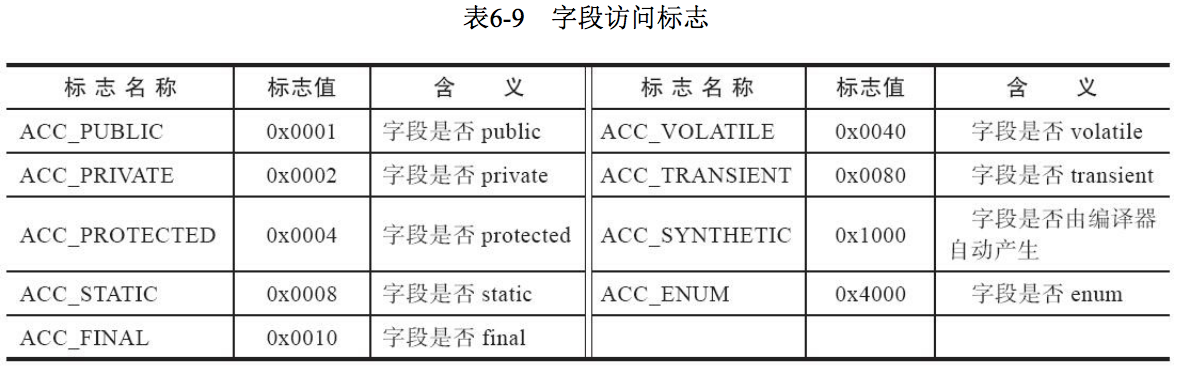 表6-9 字段访问标志
标志名称 标志值 含 义 标志名称 标志值 含 义
ACC_PUBLIC 0x0001 字段是否 public ACC_VOLATILE 0x0040 字段是否 volatile
ACC_PRIVATE 0x0002 字段是否 private ACC_TRANSIENT 0x0080 字段是否 transient
ACC_PROTECTED 0x0004 字段是否 protected ACC_SYNTHETIC 0x1000 字段是否由编译器
自动产生
ACC_STATIC 0x0008 字段是否 static ACC_ENUM 0x4000 字段是否 enum
ACC_FINAL 0x0010 字段是否 final